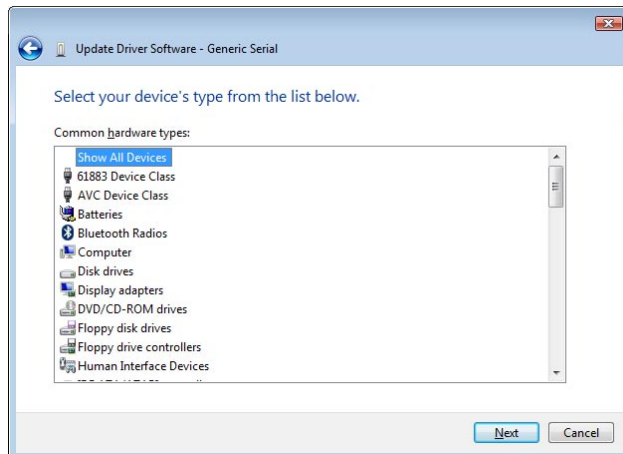 Update Driver Software - Generic Serial
Select your device's type from the list below.
Common hardware types:
Show All Devices
61883 Device Class
AVC Device Class
Batteries
Bluetooth Radios
Computer
Disk drives
Display adapters
DVD/CD-ROM drives
Floppy disk drives
Floppy drive controllers
Human Interface Devices
Next Cancel